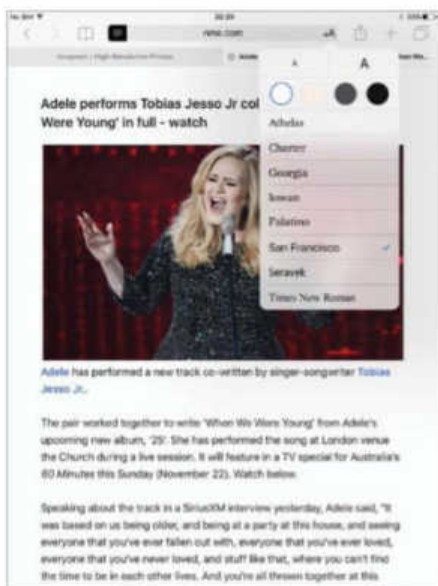 nme.com
A A
Adele performs Tobias Jesso Jr col
Were Young' in full - watch
Athelas
Charter
Georgia
Iowan
Palatino
San Francisco
Seravek
Times New Roman
Adele has performed a new track co-written by singer-songwriter Tobias
Jesso Jr..
The pair worked together to write 'When We Were Young' from Adele's
upcoming new album, '25'. She has performed the song at London venue
the Church during a live session. It will feature in a TV special for Australia's
60 Minutes this Sunday (November 22). Watch below.
Speaking about the track in a SiriusXM interview yesterday, Adele said, "It
was based on us being older, and being at a party at this house, and seeing
everyone that you've ever fallen out with, everyone that you've ever loved,
everyone that you've never loved, and stuff like that, where you can't find
the time to be in each other lives. And you're all thrown together at this